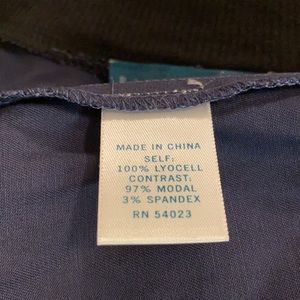 MADE IN CHINA
SELF:
100% LYOCELL
CONTRAST:
97% MODAL
3% SPANDEX
RN 54023